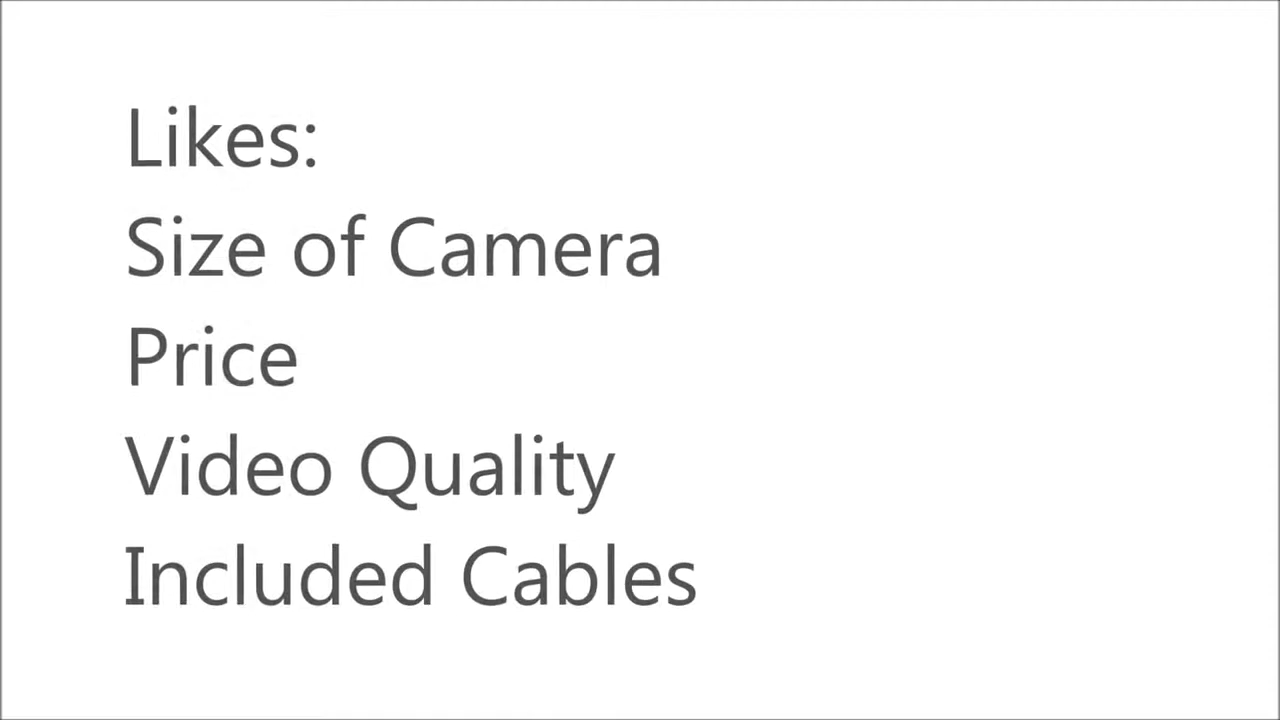 Likes:
Size of Camera
Price
Video Quality
Included Cables